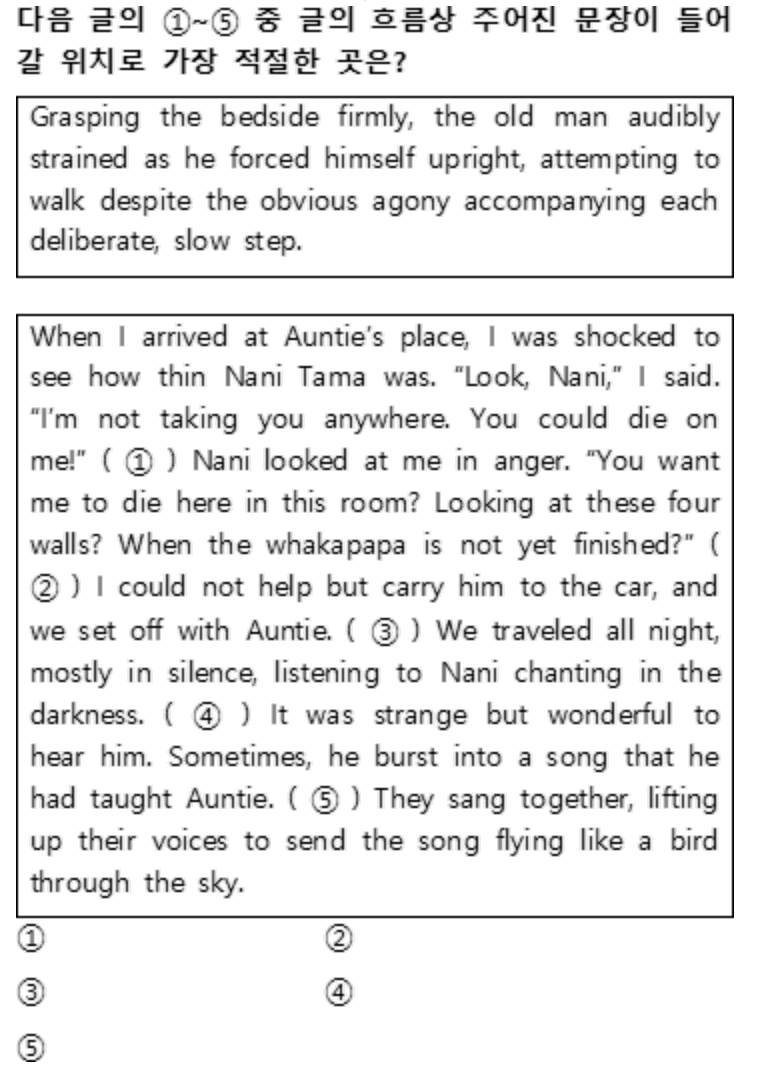 다음 글의 ①~⑤ 중 글의 흐름상 주어진 문장이 들어
갈 위치로 가장 적절한 곳은?
Grasping the bedside firmly, the old man audibly
strained as he forced himself upright, attempting to
walk despite the obvious agony accompanying each
deliberate, slow step.
When I arrived at Auntie's place, I was shocked to
see how thin Nani Tama was. "Look, Nani," I said.
"I'm not taking you anywhere. You could die on
me!" ( ① ) Nani looked at me in anger. "You want
me to die here in this room? Looking at these four
walls? When the whakapapa is not yet finished?" (
② ) I could not help but carry him to the car, and
we set off with Auntie. ( ③ ) We traveled all night,
mostly in silence, listening to Nani chanting in the
darkness. ( ④ ) It was strange but wonderful to
hear him. Sometimes, he burst into a song that he
had taught Auntie. ( ⑤ ) They sang together, lifting
up their voices to send the song flying like a bird
through the sky.
① ②
③ ④
⑤